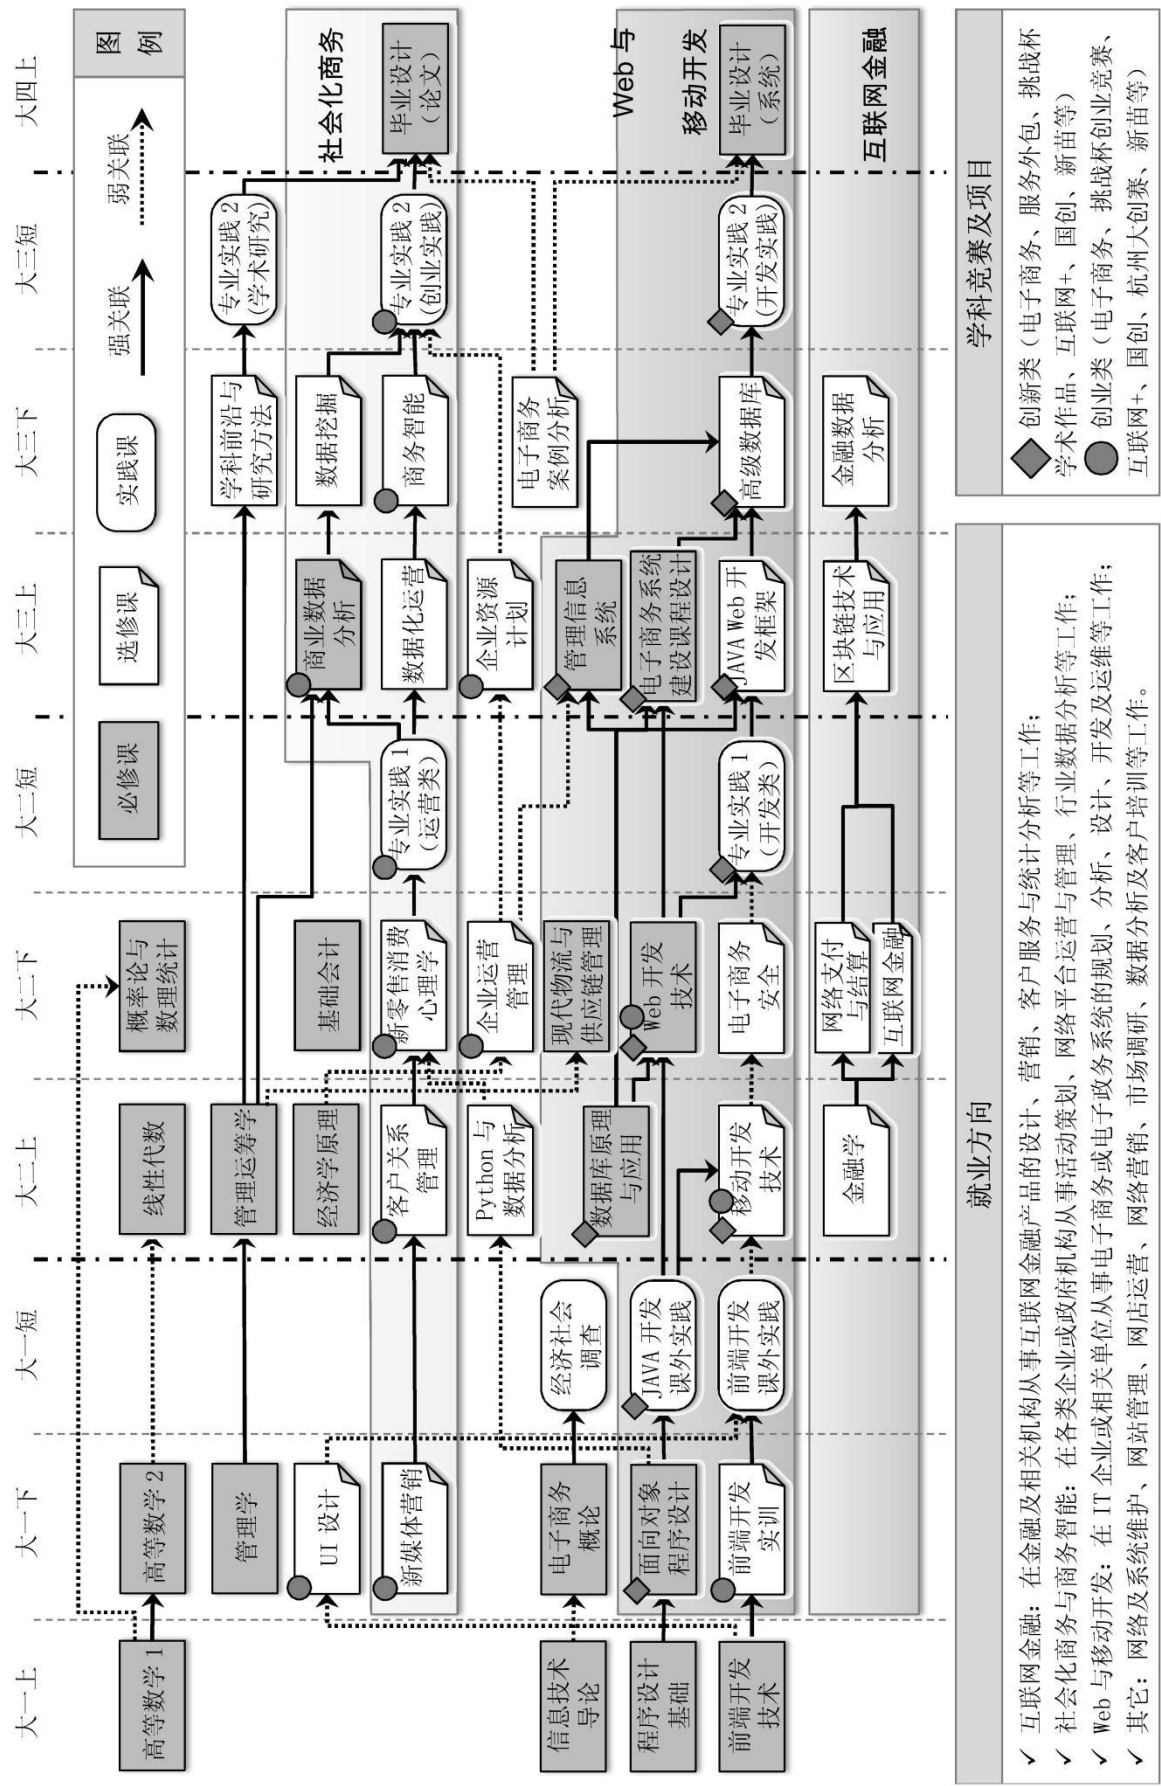 大一上
大一下
大一短
大二上
大二下
大二短
大三上
大三下
大三短
大四上
图
例
必修课
选修课
实践课
强关联
弱关联
高等数学 1
高等数学 2
线性代数
概率论与
数理统计
管理学
管理运筹学
学科前沿与
研究方法
专业实践 2
(学术研究)
社会化商务
UI 设计
经济学原理
基础会计
商业数据
分析
数据挖掘
新媒体营销
客户关系
管理
新零售消费
心理学
专业实践 1
(运营类)
数据化运营
商务智能
专业实践 2
(创业实践)
毕业设计
(论文)
Python 与
数据分析
企业运营
管理
企业资源
计划
电子商务
案例分析
信息技术
导论
电子商务
概论
经济社会
调查
现代物流与
供应链管理
管理信息
系统
Web 与
移动开发
数据库原理
与应用
程序设计
基础
面向对象
程序设计
JAVA 开发
课外实践
Web 开发
技术
电子商务系统
建设课程设计
前端开发
技术
前端开发
实训
前端开发
课外实践
移动开发
技术
电子商务
安全
专业实践 1
(开发类)
JAVA Web 开
发框架
高级数据库
专业实践 2
(开发实践)
毕业设计
(系统)
互联网金融
金融学
网络支付
与结算
互联网金融
区块链技术
与应用
金融数据
分析
就业方向
✓ 互联网金融：在金融及相关机构从事互联网金融产品的设计、营销、客户服务与统计分析等工作；
✓ 社会化商务与商务智能：在各类企业或政府机构从事活动策划、网络平台运营与管理、行业数据分析等工作；
✓ Web 与移动开发：在 IT 企业或相关单位从事电子商务或电子政务系统的规划、分析、设计、开发及运维等工作；
✓ 其它：网络及系统维护、网站管理、网店运营、网络营销、市场调研、数据分析及客户培训等工作。
学科竞赛及项目
创新类（电子商务、服务外包、挑战杯
学术作品、互联网+、国创、新苗等）
创业类（电子商务、挑战杯创业竞赛、
互联网+、国创、杭州大创赛、新苗等）